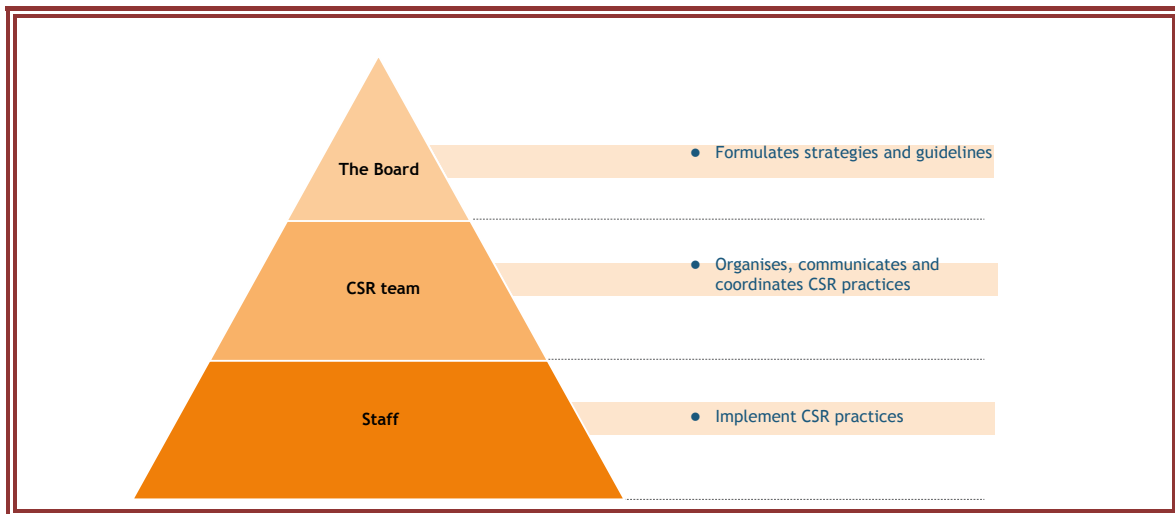 The Board
● Formulates strategies and guidelines
CSR team
● Organises, communicates and
coordinates CSR practices
Staff
● Implement CSR practices